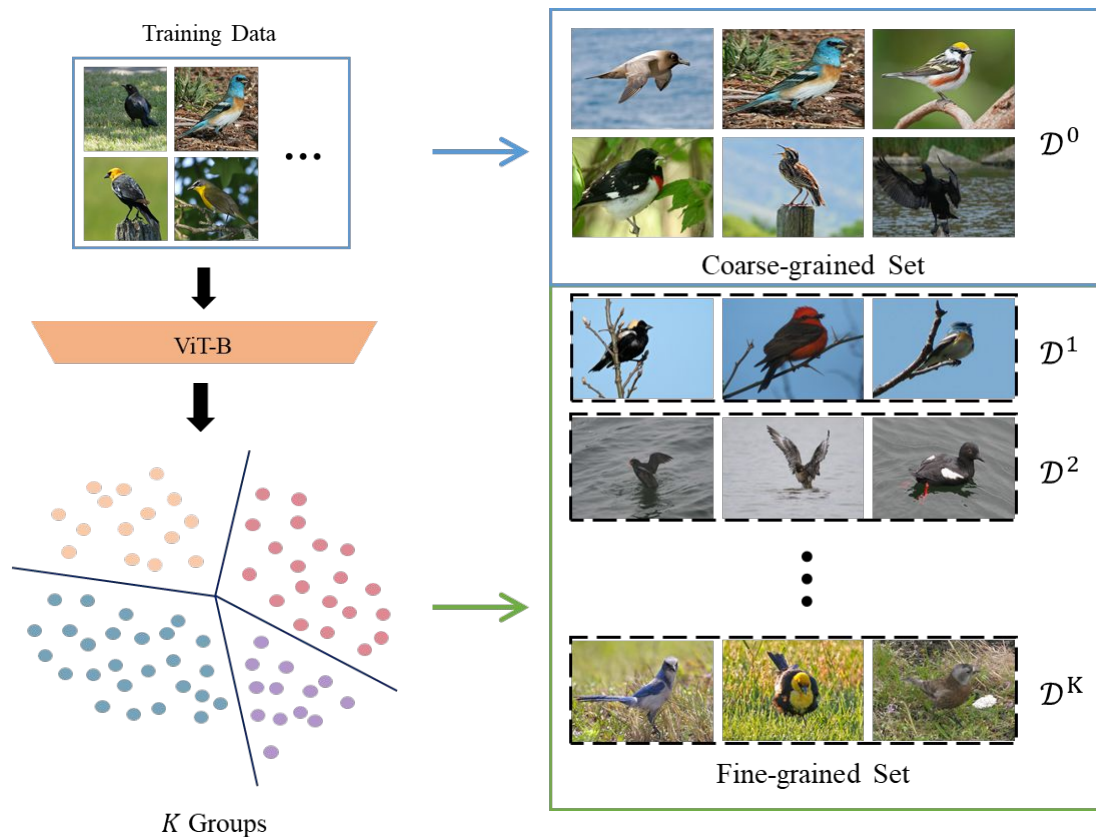 Training Data
...
ViT-B
K Groups
𝒟⁰
Coarse-grained Set
𝒟¹
𝒟²
𝒟ᴷ
Fine-grained Set